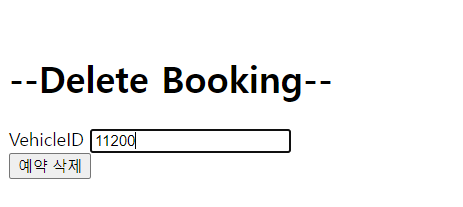 --Delete Booking--
VehicleID 11200
예약 삭제